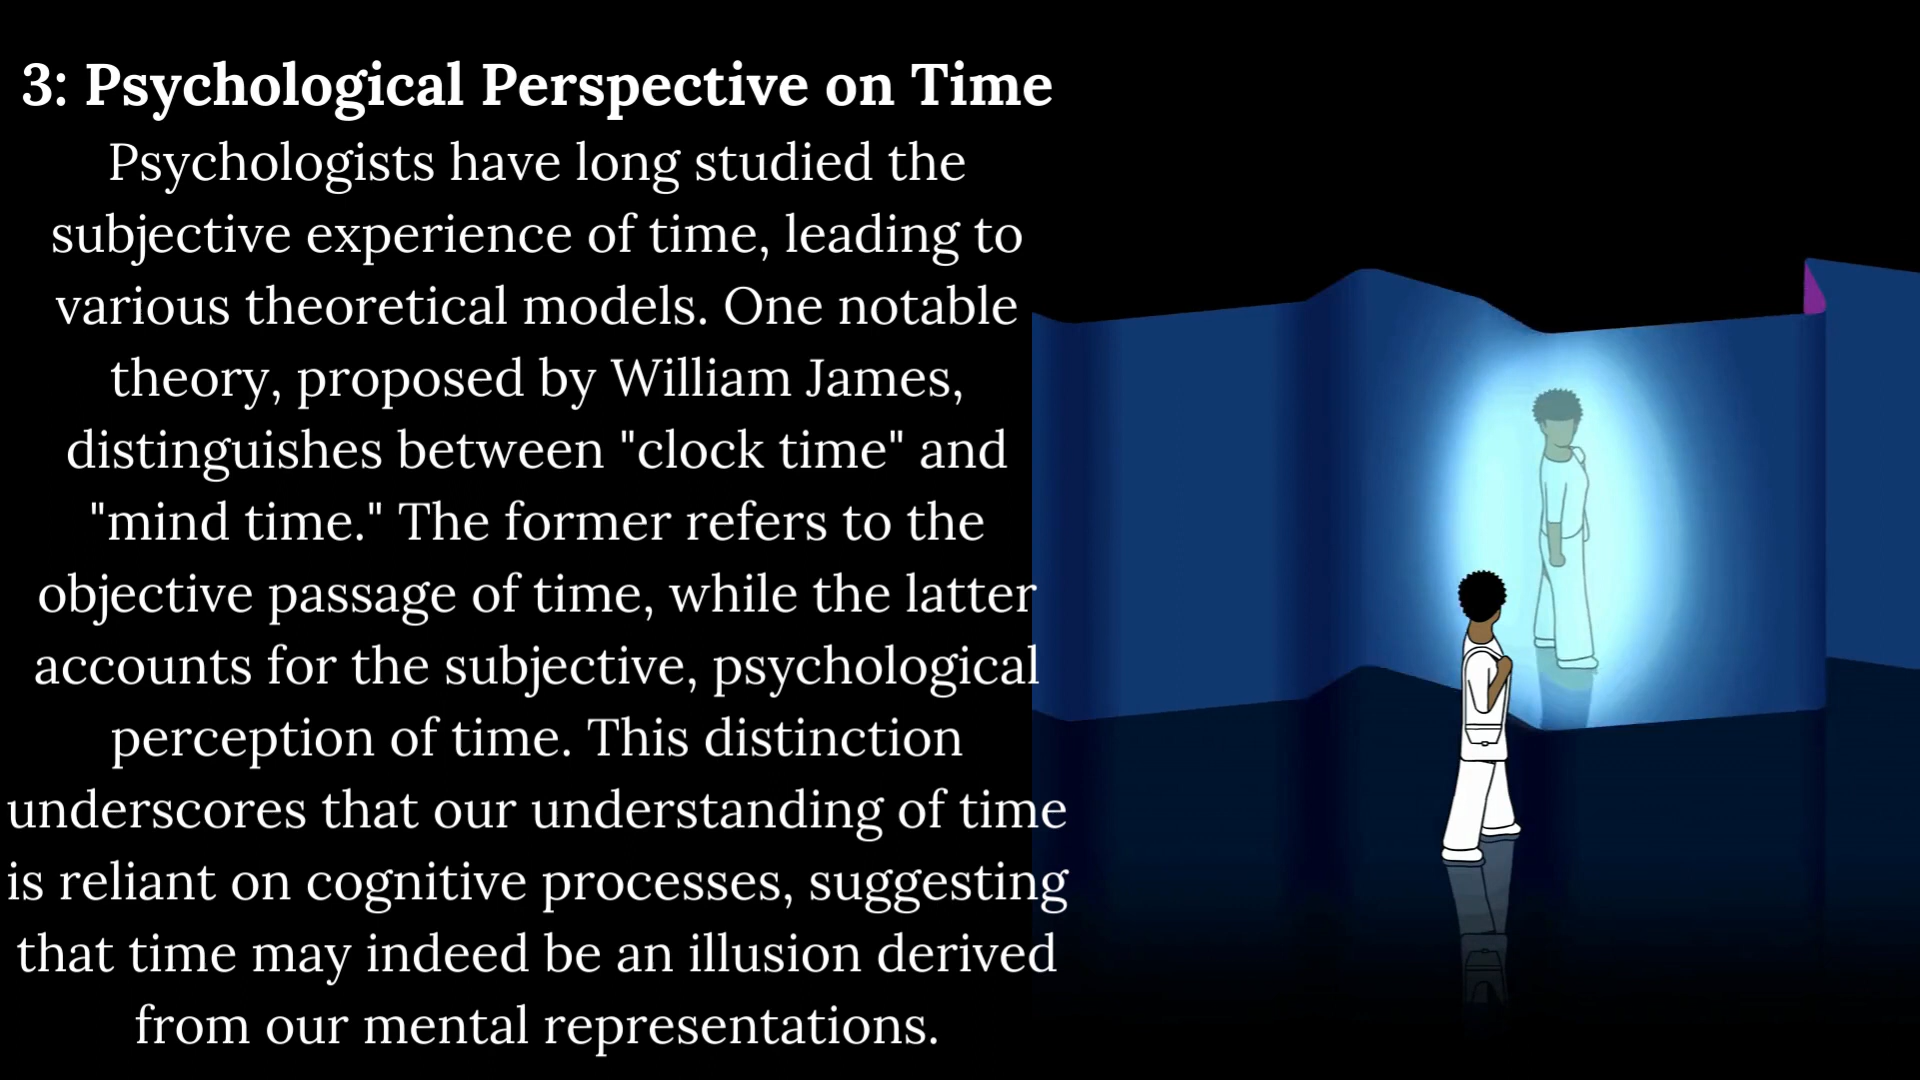 3: Psychological Perspective on Time
Psychologists have long studied the
subjective experience of time, leading to
various theoretical models. One notable
theory, proposed by William James,
distinguishes between "clock time" and
"mind time." The former refers to the
objective passage of time, while the latter
accounts for the subjective, psychological
perception of time. This distinction
underscores that our understanding of time
is reliant on cognitive processes, suggesting
that time may indeed be an illusion derived
from our mental representations.